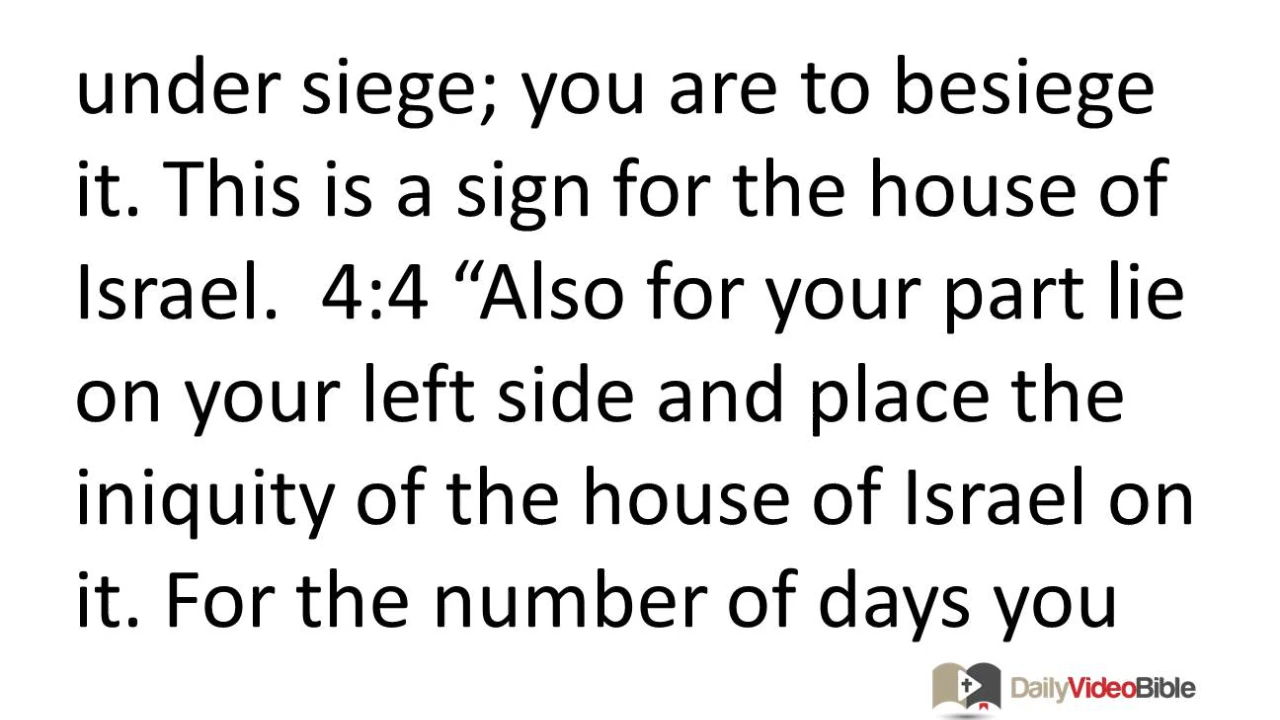 under siege; you are to besiege
it. This is a sign for the house of
Israel.  4:4 “Also for your part lie
on your left side and place the
iniquity of the house of Israel on
it. For the number of days you
DailyVideoBible